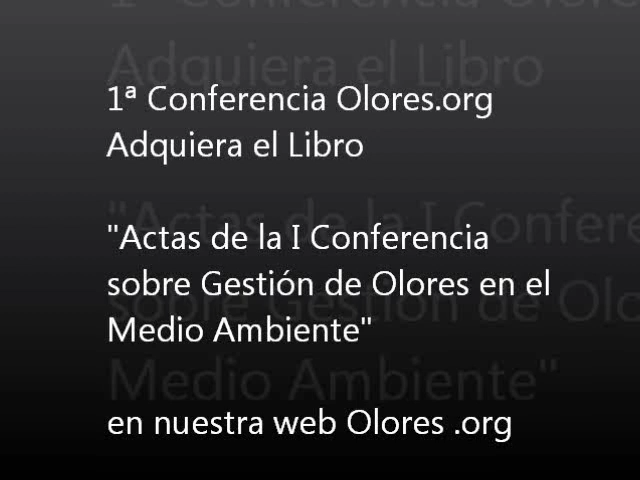 1ª Conferencia Olores.org
Adquiera el Libro
"Actas de la I Conferencia
sobre Gestión de Olores en el
Medio Ambiente"
en nuestra web Olores .org